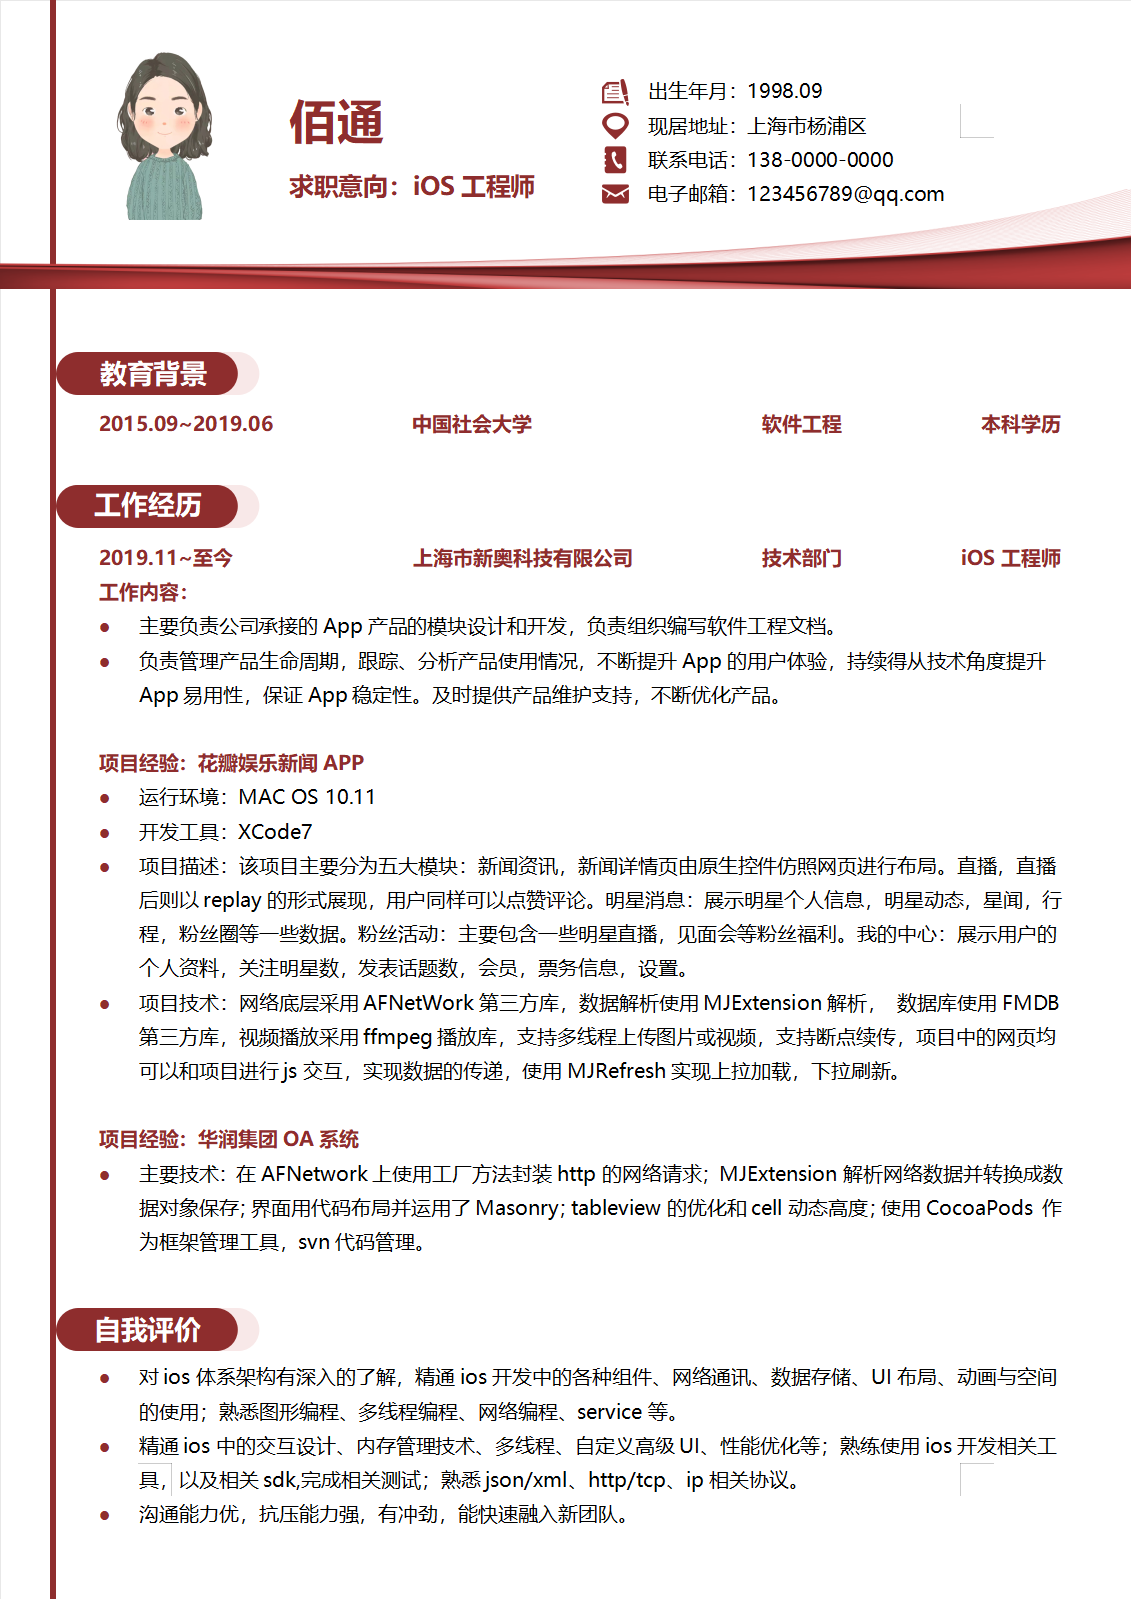 佰通
求职意向：iOS 工程师
出生年月：1998.09
现居地址：上海市杨浦区
联系电话：138-0000-0000
电子邮箱：123456789@qq.com
教育背景
2015.09~2019.06 中国社会大学 软件工程 本科学历
工作经历
2019.11~至今 上海市新奥科技有限公司 技术部门 iOS 工程师
工作内容：
● 主要负责公司承接的 App 产品的模块设计和开发，负责组织编写软件工程文档。
● 负责管理产品生命周期，跟踪、分析产品使用情况，不断提升 App 的用户体验，持续得从技术角度提升
App 易用性，保证 App 稳定性。及时提供产品维护支持，不断优化产品。
项目经验：花瓣娱乐新闻 APP
● 运行环境：MAC OS 10.11
● 开发工具：XCode7
● 项目描述：该项目主要分为五大模块：新闻资讯，新闻详情页由原生控件仿照网页进行布局。直播，直播
后则以 replay 的形式展现，用户同样可以点赞评论。明星消息：展示明星个人信息，明星动态，星闻，行
程，粉丝圈等一些数据。粉丝活动：主要包含一些明星直播，见面会等粉丝福利。我的中心：展示用户的
个人资料，关注明星数，发表话题数，会员，票务信息，设置。
● 项目技术：网络底层采用 AFNetWork 第三方库，数据解析使用 MJExtension 解析， 数据库使用 FMDB
第三方库，视频播放采用 ffmpeg 播放库，支持多线程上传图片或视频，支持断点续传，项目中的网页均
可以和项目进行 js 交互，实现数据的传递，使用 MJRefresh 实现上拉加载，下拉刷新。
项目经验：华润集团 OA 系统
● 主要技术：在 AFNetwork 上使用工厂方法封装 http 的网络请求；MJExtension 解析网络数据并转换成数
据对象保存；界面用代码布局并运用了 Masonry；tableview 的优化和 cell 动态高度；使用 CocoaPods 作
为框架管理工具，svn 代码管理。
自我评价
● 对 ios 体系架构有深入的了解，精通 ios 开发中的各种组件、网络通讯、数据存储、UI 布局、动画与空间
的使用；熟悉图形编程、多线程编程、网络编程、service 等。
● 精通 ios 中的交互设计、内存管理技术、多线程、自定义高级 UI、性能优化等；熟练使用 ios 开发相关工
具，以及相关 sdk,完成相关测试；熟悉 json/xml、http/tcp、ip 相关协议。
● 沟通能力优，抗压能力强，有冲劲，能快速融入新团队。